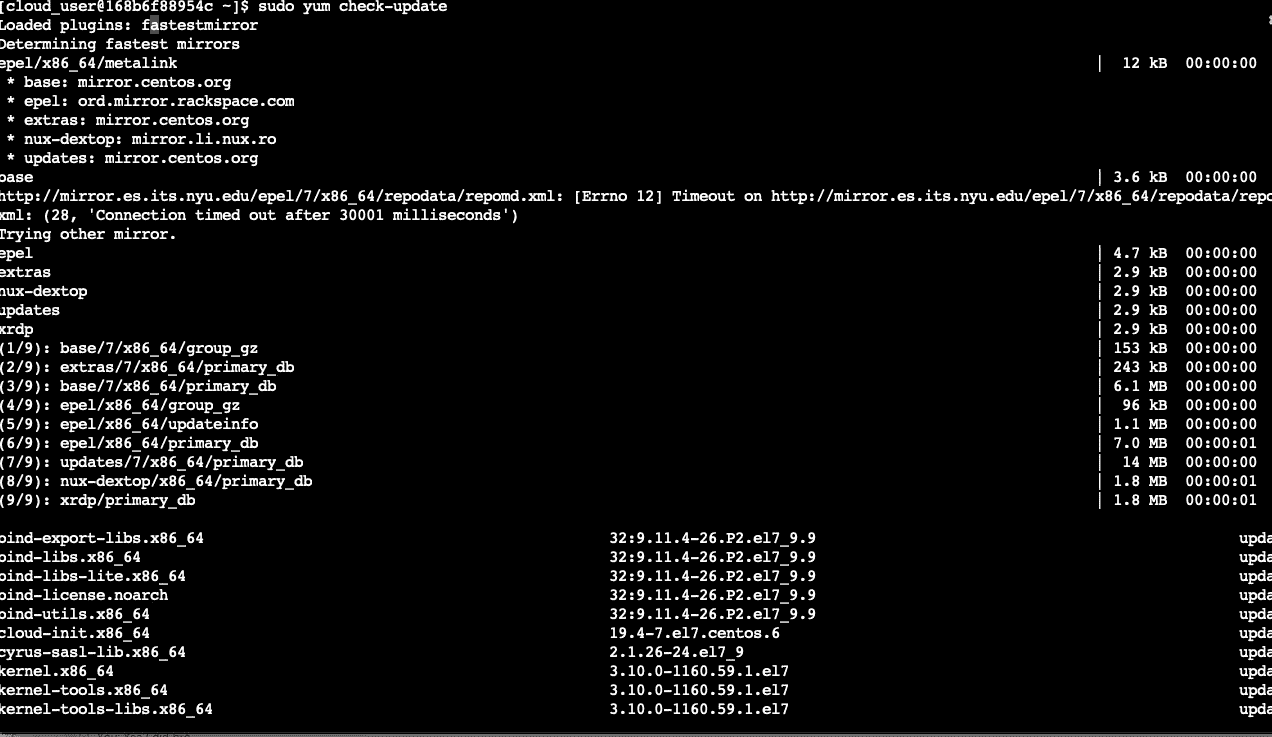 [cloud_user@168b6f88954c ~]$ sudo yum check-update
Loaded plugins: fastestmirror
Determining fastest mirrors
epel/x86_64/metalink | 12 kB 00:00:00
* base: mirror.centos.org
* epel: ord.mirror.rackspace.com
* extras: mirror.centos.org
* nux-dextop: mirror.li.nux.ro
* updates: mirror.centos.org
base | 3.6 kB 00:00:00
http://mirror.es.its.nyu.edu/epel/7/x86_64/repodata/repomd.xml: [Errno 12] Timeout on http://mirror.es.its.nyu.edu/epel/7/x86_64/repodata/repo
xml: (28, 'Connection timed out after 30001 milliseconds')
Trying other mirror.
epel | 4.7 kB 00:00:00
extras | 2.9 kB 00:00:00
nux-dextop | 2.9 kB 00:00:00
updates | 2.9 kB 00:00:00
xrdp | 2.9 kB 00:00:00
(1/9): base/7/x86_64/group_gz | 153 kB 00:00:00
(2/9): extras/7/x86_64/primary_db | 243 kB 00:00:00
(3/9): base/7/x86_64/primary_db | 6.1 MB 00:00:00
(4/9): epel/x86_64/group_gz | 96 kB 00:00:00
(5/9): epel/x86_64/updateinfo | 1.1 MB 00:00:00
(6/9): epel/x86_64/primary_db | 7.0 MB 00:00:01
(7/9): updates/7/x86_64/primary_db | 14 MB 00:00:00
(8/9): nux-dextop/x86_64/primary_db | 1.8 MB 00:00:01
(9/9): xrdp/primary_db | 1.8 MB 00:00:01
bind-export-libs.x86_64 32:9.11.4-26.P2.el7_9.9 upda
bind-libs.x86_64 32:9.11.4-26.P2.el7_9.9 upda
bind-libs-lite.x86_64 32:9.11.4-26.P2.el7_9.9 upda
bind-license.noarch 32:9.11.4-26.P2.el7_9.9 upda
bind-utils.x86_64 32:9.11.4-26.P2.el7_9.9 upda
cloud-init.x86_64 19.4-7.el7.centos.6 upda
cyrus-sasl-lib.x86_64 2.1.26-24.el7_9 upda
kernel.x86_64 3.10.0-1160.59.1.el7 upda
kernel-tools.x86_64 3.10.0-1160.59.1.el7 upda
kernel-tools-libs.x86_64 3.10.0-1160.59.1.el7 upda